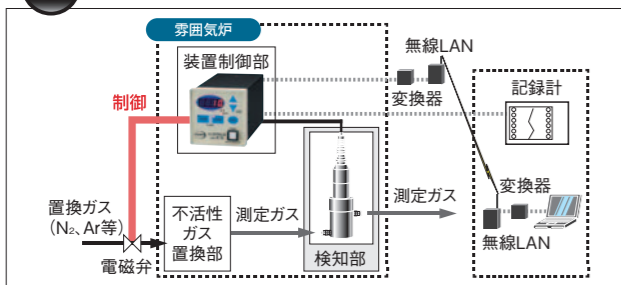 雰囲気炉
装置制御部
無線LAN
変換器
記録計
制御
置換ガス
（N₂、Ar等）
電磁弁
不活性
ガス
置換部
測定ガス
検知部
測定ガス
変換器
無線LAN